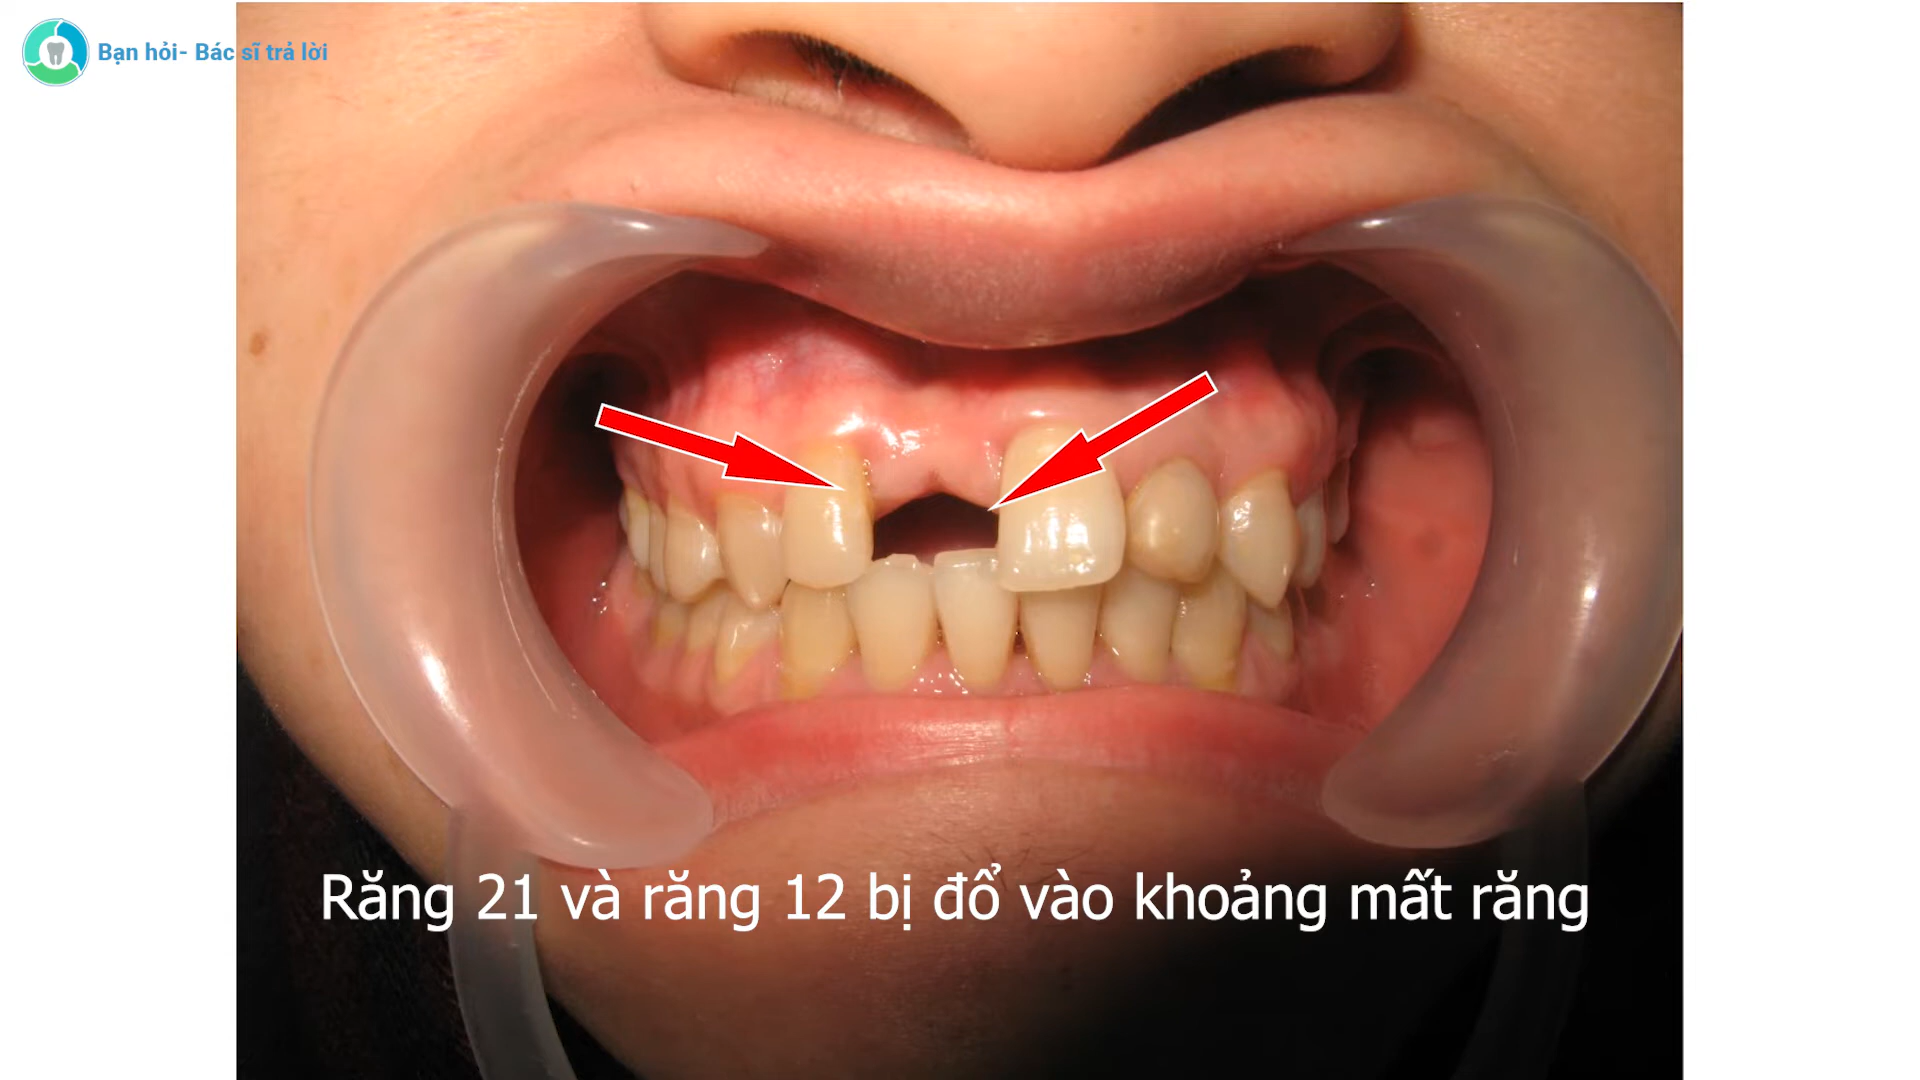 Bạn hỏi- Bác sĩ trả lời
Răng 21 và răng 12 bị đổ vào khoảng mất răng